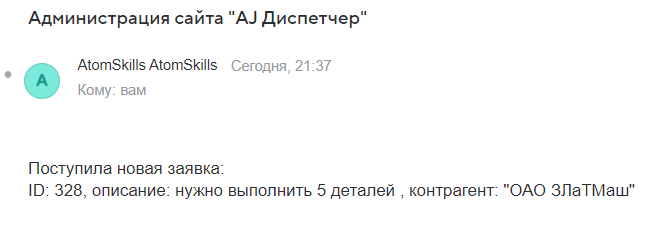 Администрация сайта "AJ Диспетчер"
AtomSkills AtomSkills Сегодня, 21:37
A
Кому: вам
Поступила новая заявка:
ID: 328, описание: нужно выполнить 5 деталей , контрагент: "ОАО ЗЛаТМаш"